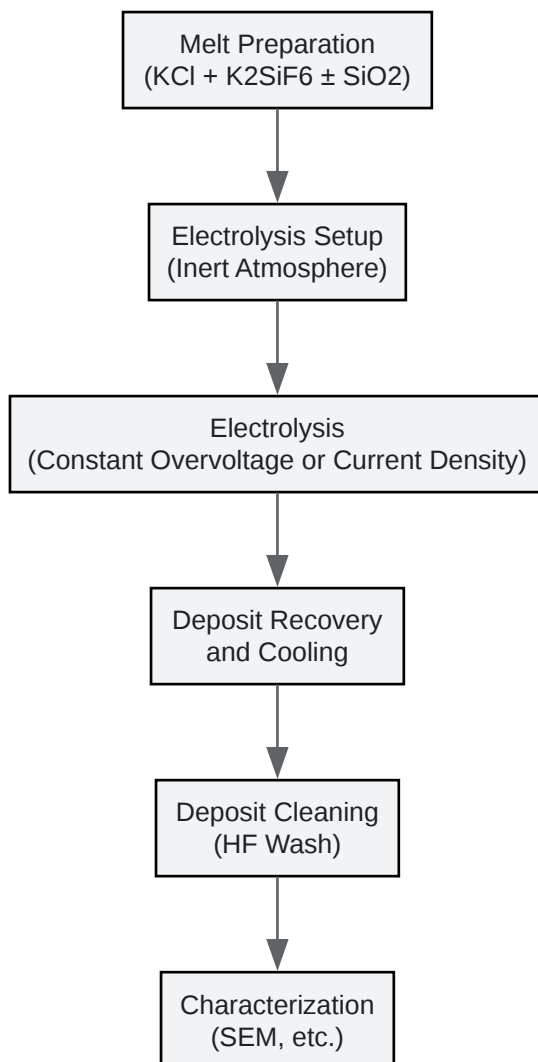 Melt Preparation
(KCl + K2SiF6 ± SiO2)
Electrolysis Setup
(Inert Atmosphere)
Electrolysis
(Constant Overvoltage or Current Density)
Deposit Recovery
and Cooling
Deposit Cleaning
(HF Wash)
Characterization
(SEM, etc.)